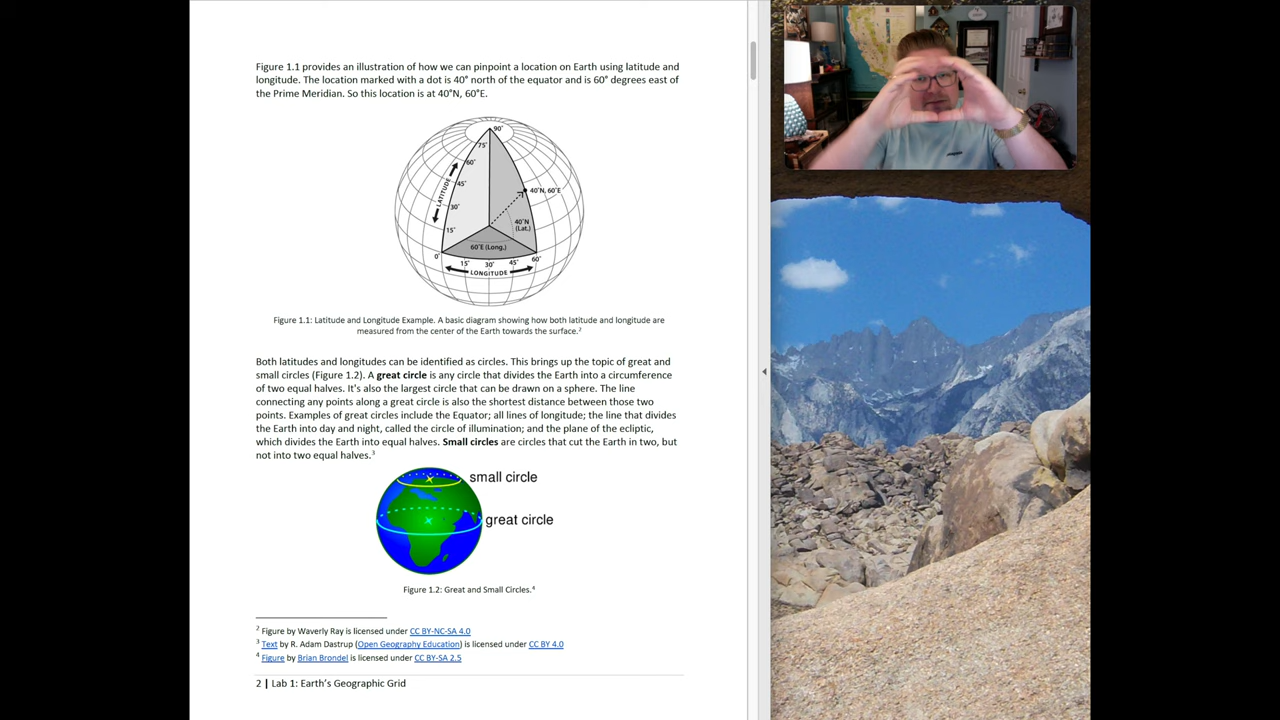 Figure 1.1 provides an illustration of how we can pinpoint a location on Earth using latitude and
longitude. The location marked with a dot is 40° north of the equator and is 60° degrees east of
the Prime Meridian. So this location is at 40°N, 60°E.
90°
75°
60°
45°
30°
15°
0°
LATITUDE
40°N, 60°E
40°N
(Lat.)
60°E (Long.)
15°
30°
45°
60°
LONGITUDE
Figure 1.1: Latitude and Longitude Example. A basic diagram showing how both latitude and longitude are
measured from the center of the Earth towards the surface.2
Both latitudes and longitudes can be identified as circles. This brings up the topic of great and
small circles (Figure 1.2). A great circle is any circle that divides the Earth into a circumference
of two equal halves. It's also the largest circle that can be drawn on a sphere. The line
connecting any points along a great circle is also the shortest distance between those two
points. Examples of great circles include the Equator; all lines of longitude; the line that divides
the Earth into day and night, called the circle of illumination; and the plane of the ecliptic,
which divides the Earth into equal halves. Small circles are circles that cut the Earth in two, but
not into two equal halves.3
small circle
great circle
Figure 1.2: Great and Small Circles.4
2 Figure by Waverly Ray is licensed under CC BY-NC-SA 4.0
3 Text by R. Adam Dastrup (Open Geography Education) is licensed under CC BY 4.0
4 Figure by Brian Brondel is licensed under CC BY-SA 2.5
2 | Lab 1: Earth's Geographic Grid